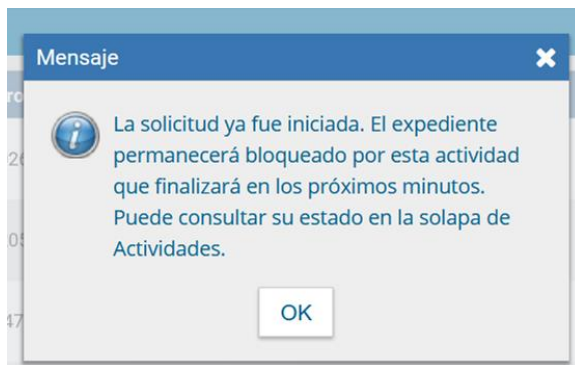 Mensaje
La solicitud ya fue iniciada. El expediente
permanecerá bloqueado por esta actividad
que finalizará en los próximos minutos.
Puede consultar su estado en la solapa de
Actividades.
OK